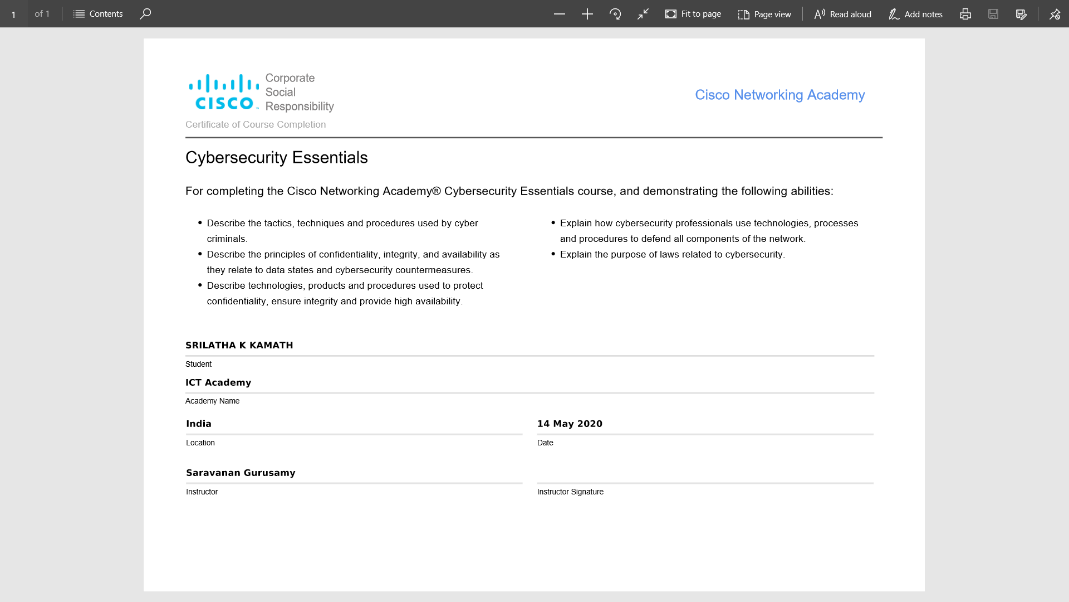 1 of 1 Contents Fit to page Page view Read aloud Add notes
Corporate
Social
CISCO Responsibility
Cisco Networking Academy
Certificate of Course Completion
Cybersecurity Essentials
For completing the Cisco Networking Academy® Cybersecurity Essentials course, and demonstrating the following abilities:
• Describe the tactics, techniques and procedures used by cyber
criminals.
• Describe the principles of confidentiality, integrity, and availability as
they relate to data states and cybersecurity countermeasures.
• Describe technologies, products and procedures used to protect
confidentiality, ensure integrity and provide high availability.
• Explain how cybersecurity professionals use technologies, processes
and procedures to defend all components of the network.
• Explain the purpose of laws related to cybersecurity.
SRILATHA K KAMATH
Student
ICT Academy
Academy Name
India
Location
14 May 2020
Date
Saravanan Gurusamy
Instructor
Instructor Signature